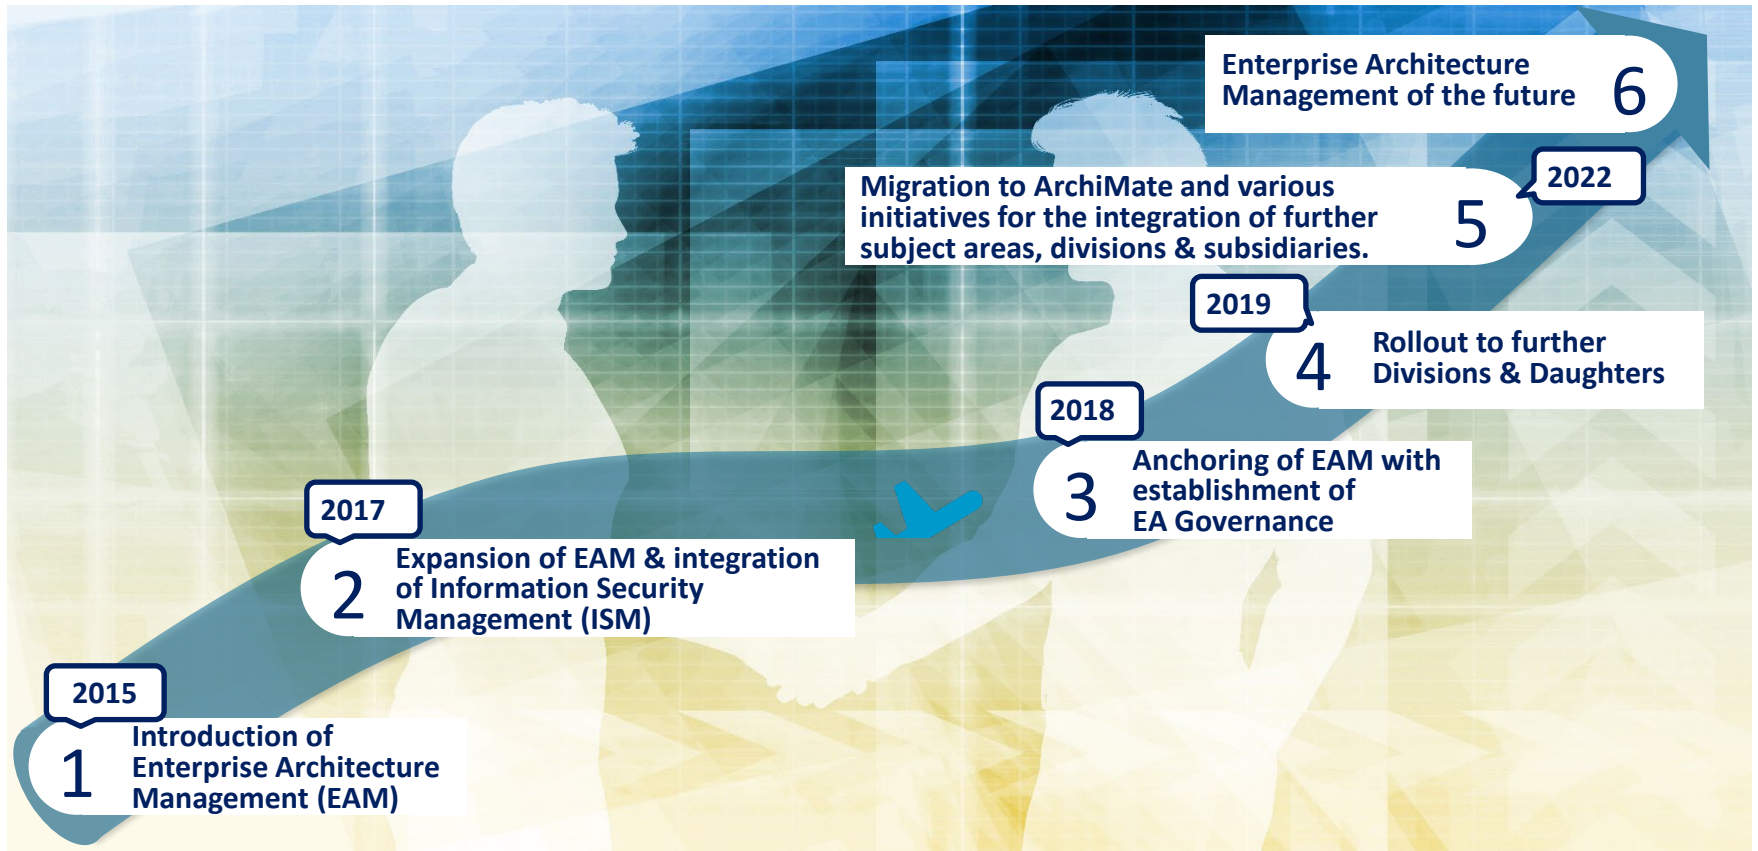 Enterprise Architecture
Management of the future
6
2022
Migration to ArchiMate and various
initiatives for the integration of further
subject areas, divisions & subsidiaries.
5
2019
4
Rollout to further
Divisions & Daughters
2018
3
Anchoring of EAM with
establishment of
EA Governance
2017
2
Expansion of EAM & integration
of Information Security
Management (ISM)
2015
1
Introduction of
Enterprise Architecture
Management (EAM)